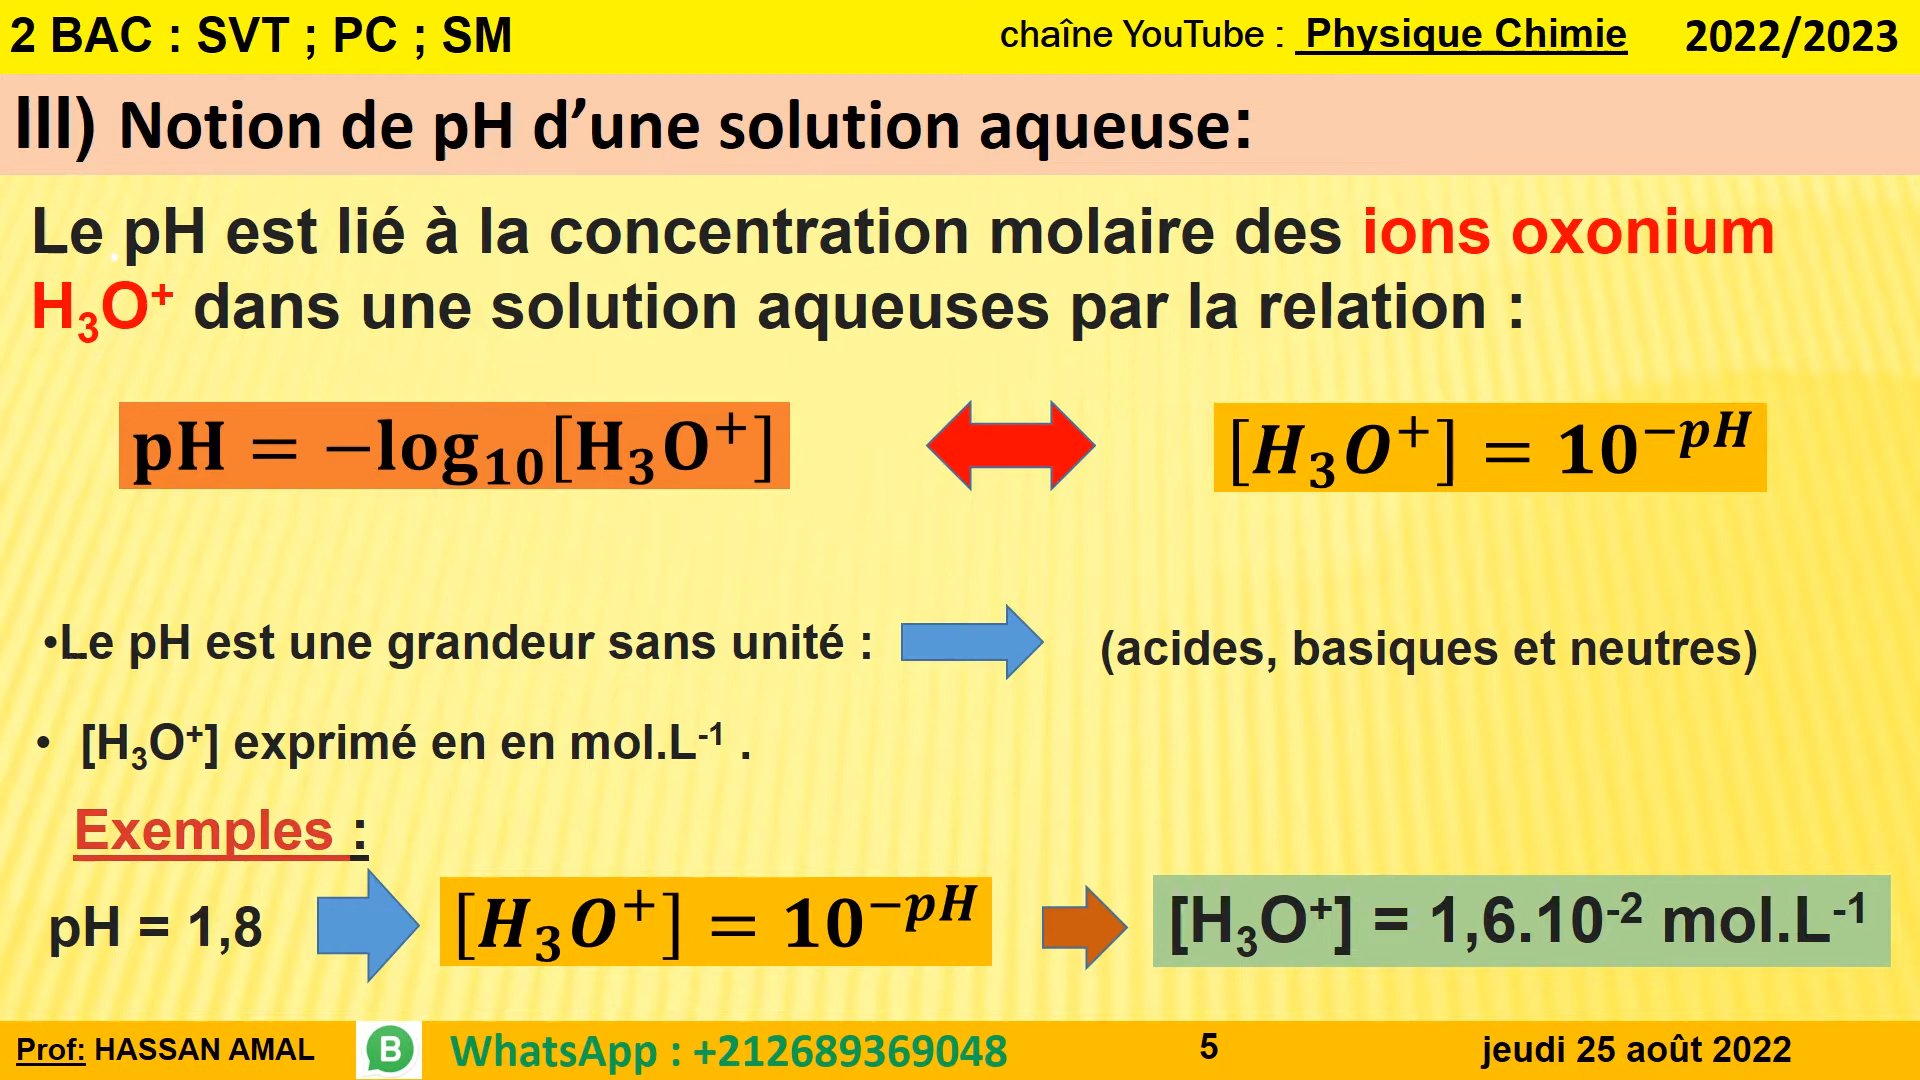 2 BAC : SVT ; PC ; SM chaîne YouTube : Physique Chimie 2022/2023
III) Notion de pH d’une solution aqueuse:
Le pH est lié à la concentration molaire des ions oxonium
H₃O⁺ dans une solution aqueuses par la relation :
pH = −log₁₀[H₃O⁺] [H₃O⁺] = 10⁻ᵖᴴ
•Le pH est une grandeur sans unité : (acides, basiques et neutres)
• [H₃O⁺] exprimé en en mol.L⁻¹ .
Exemples :
pH = 1,8 [H₃O⁺] = 10⁻ᵖᴴ [H₃O⁺] = 1,6.10⁻² mol.L⁻¹
Prof: HASSAN AMAL B WhatsApp : +212689369048 5 jeudi 25 août 2022